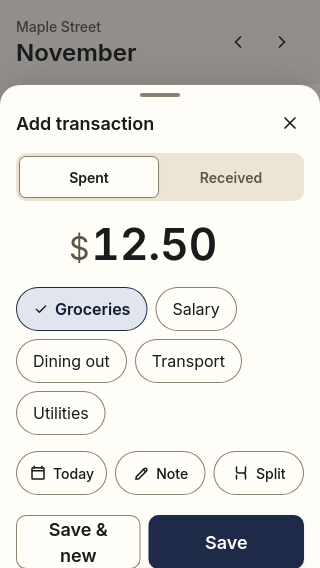 Maple Street
November
Add transaction
Spent
Received
$12.50
Groceries
Salary
Dining out
Transport
Utilities
Today
Note
Split
Save &
new
Save